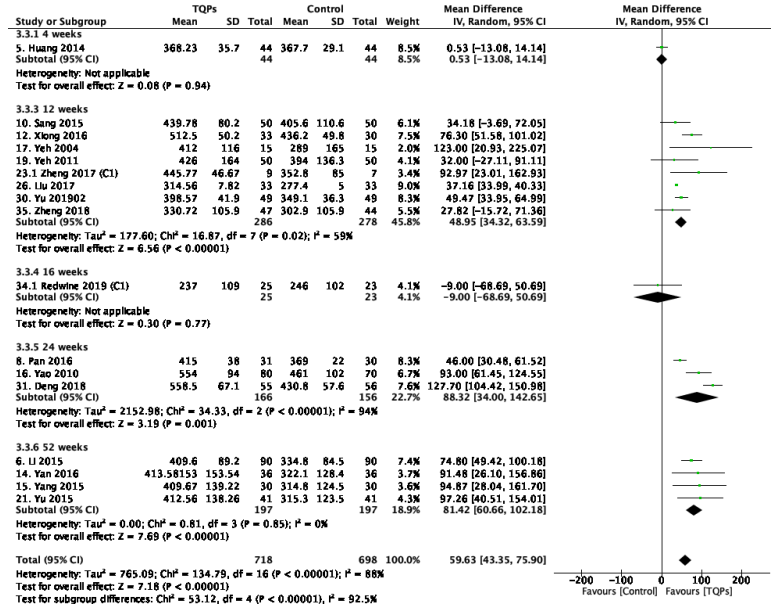 TQPs Control Mean Difference Mean Difference
Study or Subgroup Mean SD Total Mean SD Total Weight IV, Random, 95% CI IV, Random, 95% CI
3.3.1 4 weeks
5. Huang 2014 368.23 35.7 44 367.7 29.1 44 8.5% 0.53 [−13.08, 14.14]
Subtotal (95% CI) 44 44 8.5% 0.53 [−13.08, 14.14]
Heterogeneity: Not applicable
Test for overall effect: Z = 0.08 (P = 0.94)
3.3.3 12 weeks
10. Sang 2015 439.78 80.2 50 405.6 110.6 50 6.1% 34.18 [−3.69, 72.05]
12. Xiong 2016 512.5 50.2 33 436.2 49.8 30 7.5% 76.30 [51.58, 101.02]
17. Yeh 2004 412 116 15 289 165 15 2.0% 123.00 [20.93, 225.07]
19. Yeh 2011 426 164 50 394 136.3 50 4.1% 32.00 [−27.11, 91.11]
23.1 Zheng 2017 (C1) 445.77 46.67 9 352.8 85 7 3.5% 92.97 [23.01, 162.93]
26. Liu 2017 314.56 7.82 33 277.4 5 33 9.0% 37.16 [33.99, 40.33]
30. Yu 201902 398.57 41.9 49 349.1 36.3 49 8.4% 49.47 [33.95, 64.99]
35. Zheng 2018 330.72 105.9 47 302.9 105.9 44 5.5% 27.82 [−15.72, 71.36]
Subtotal (95% CI) 286 278 45.8% 48.95 [34.32, 63.59]
Heterogeneity: Tau² = 177.60; Chi² = 16.87, df = 7 (P = 0.02); I² = 59%
Test for overall effect: Z = 6.56 (P < 0.00001)
3.3.4 16 weeks
34.1 Redwine 2019 (C1) 237 109 25 246 102 23 4.1% −9.00 [−68.69, 50.69]
Subtotal (95% CI) 25 23 4.1% −9.00 [−68.69, 50.69]
Heterogeneity: Not applicable
Test for overall effect: Z = 0.30 (P = 0.77)
3.3.5 24 weeks
8. Pan 2016 415 38 31 369 22 30 8.3% 46.00 [30.48, 61.52]
16. Yao 2010 554 94 80 461 102 70 6.7% 93.00 [61.45, 124.55]
31. Deng 2018 558.5 67.1 55 430.8 57.6 56 7.6% 127.70 [104.42, 150.98]
Subtotal (95% CI) 166 156 22.7% 88.32 [34.00, 142.65]
Heterogeneity: Tau² = 2152.98; Chi² = 34.33, df = 2 (P < 0.00001); I² = 94%
Test for overall effect: Z = 3.19 (P = 0.001)
3.3.6 52 weeks
6. Li 2015 409.6 89.2 90 334.8 84.5 90 7.4% 74.80 [49.42, 100.18]
14. Yan 2016 413.58153 153.54 36 322.1 128.4 36 3.7% 91.48 [26.10, 156.86]
15. Yang 2015 409.67 139.22 30 314.8 124.5 30 3.6% 94.87 [28.04, 161.70]
21. Yu 2015 412.56 138.26 41 315.3 123.5 41 4.2% 97.26 [40.51, 154.01]
Subtotal (95% CI) 197 197 18.9% 81.42 [60.66, 102.18]
Heterogeneity: Tau² = 0.00; Chi² = 0.81, df = 3 (P = 0.85); I² = 0%
Test for overall effect: Z = 7.69 (P < 0.00001)
Total (95% CI) 718 698 100.0% 59.63 [43.35, 75.90]
Heterogeneity: Tau² = 765.09; Chi² = 134.79, df = 16 (P < 0.00001); I² = 88%
Test for overall effect: Z = 7.18 (P < 0.00001)
Test for subgroup differences: Chi² = 53.12, df = 4 (P < 0.00001), I² = 92.5%
−200 −100 0 100 200
Favours [Control] Favours [TQPs]